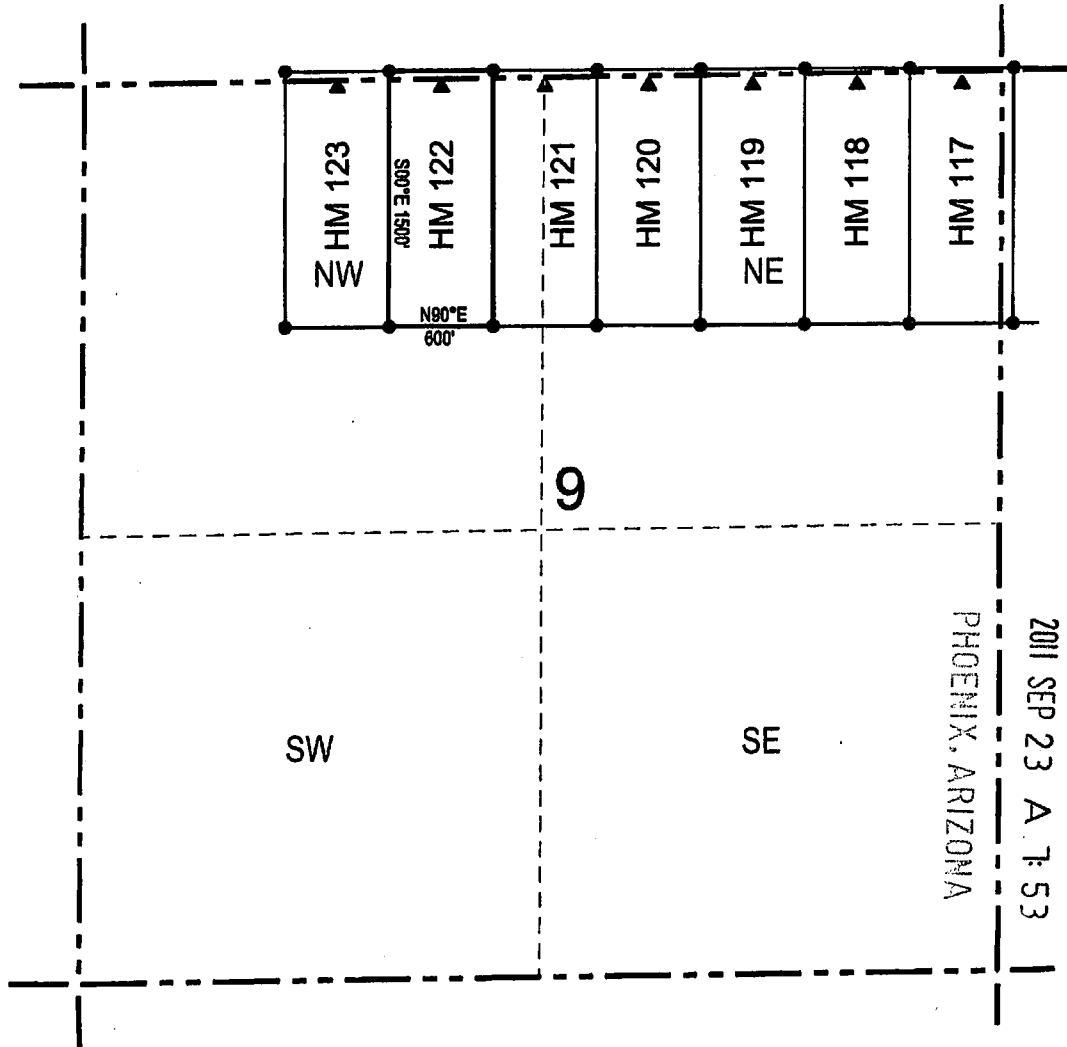 HM 123
HM 122
HM 121
HM 120
HM 119
HM 118
HM 117
S00°E 1500'
NW
NE
N90°E
600'
9
SW
SE
2011 SEP 23 A 7:53
PHOENIX, ARIZONA